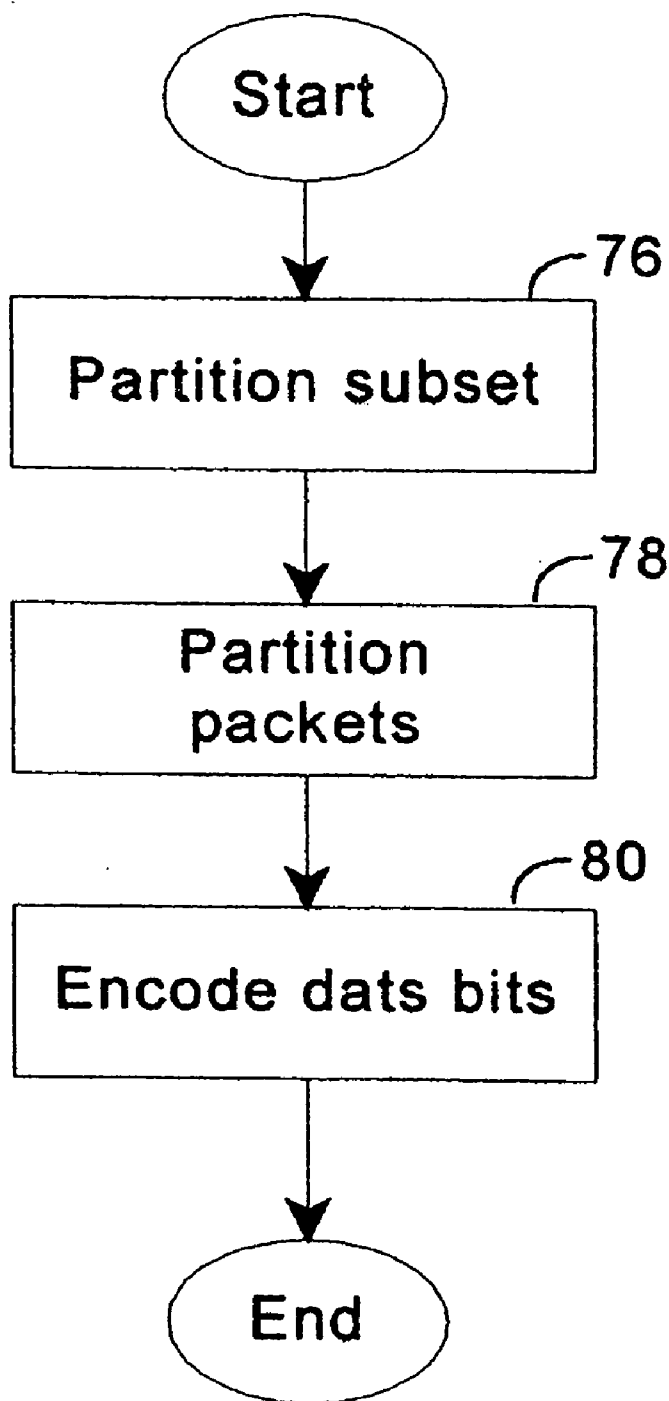 Start
76
Partition subset
78
Partition
packets
80
Encode dats bits
End